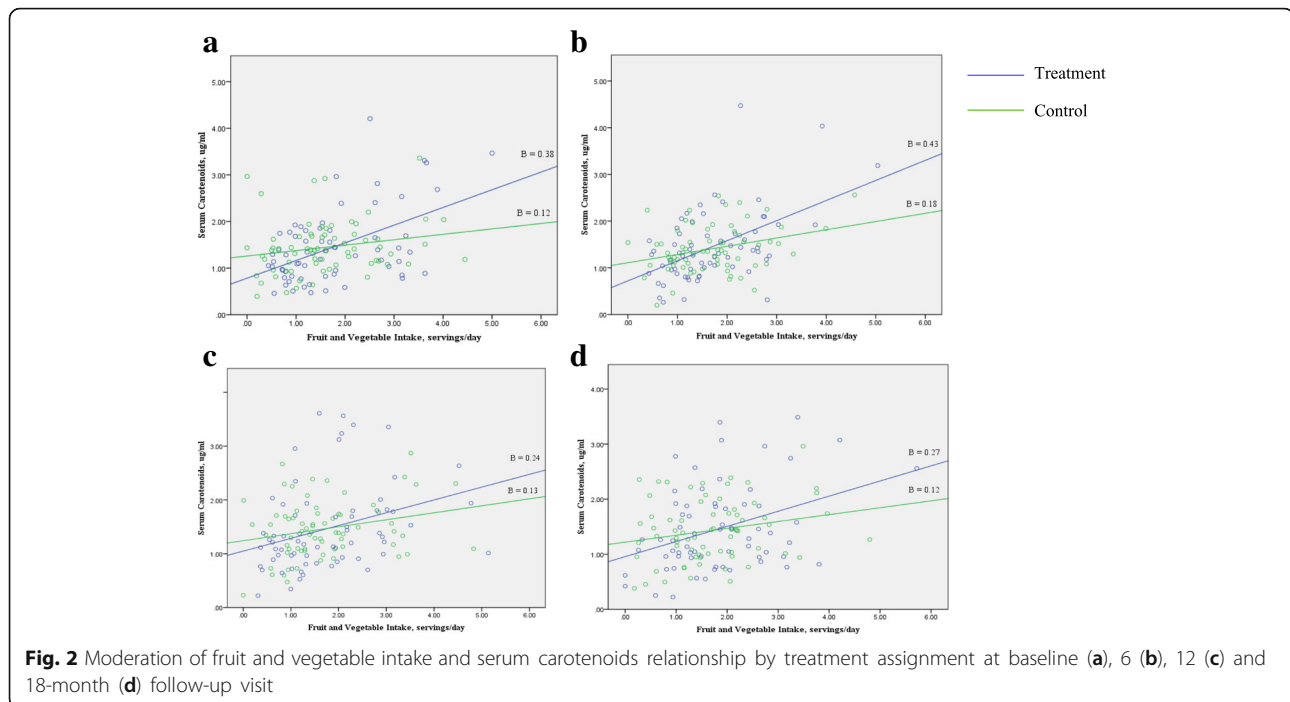 a
b
Treatment
Control
5.00
4.00
3.00
2.00
1.00
.00
Serum Carotenoids, ug/ml
B = 0.38
B = 0.12
.00 1.00 2.00 3.00 4.00 5.00 6.00
Fruit and Vegetable Intake, servings/day
5.00
4.00
3.00
2.00
1.00
.00
Serum Carotenoids, ug/ml
B = 0.43
B = 0.18
.00 1.00 2.00 3.00 4.00 5.00 6.00
Fruit and Vegetable Intake, servings/day
c
d
3.00
2.00
1.00
.00
Serum Carotenoids, ug/ml
B = 0.24
B = 0.13
.00 1.00 2.00 3.00 4.00 5.00 6.00
Fruit and Vegetable Intake, servings/day
4.00
3.00
2.00
1.00
.00
Serum Carotenoids, ug/ml
B = 0.27
B = 0.12
.00 1.00 2.00 3.00 4.00 5.00 6.00
Fruit and Vegetable Intake, servings/day
Fig. 2 Moderation of fruit and vegetable intake and serum carotenoids relationship by treatment assignment at baseline (a), 6 (b), 12 (c) and
18-month (d) follow-up visit